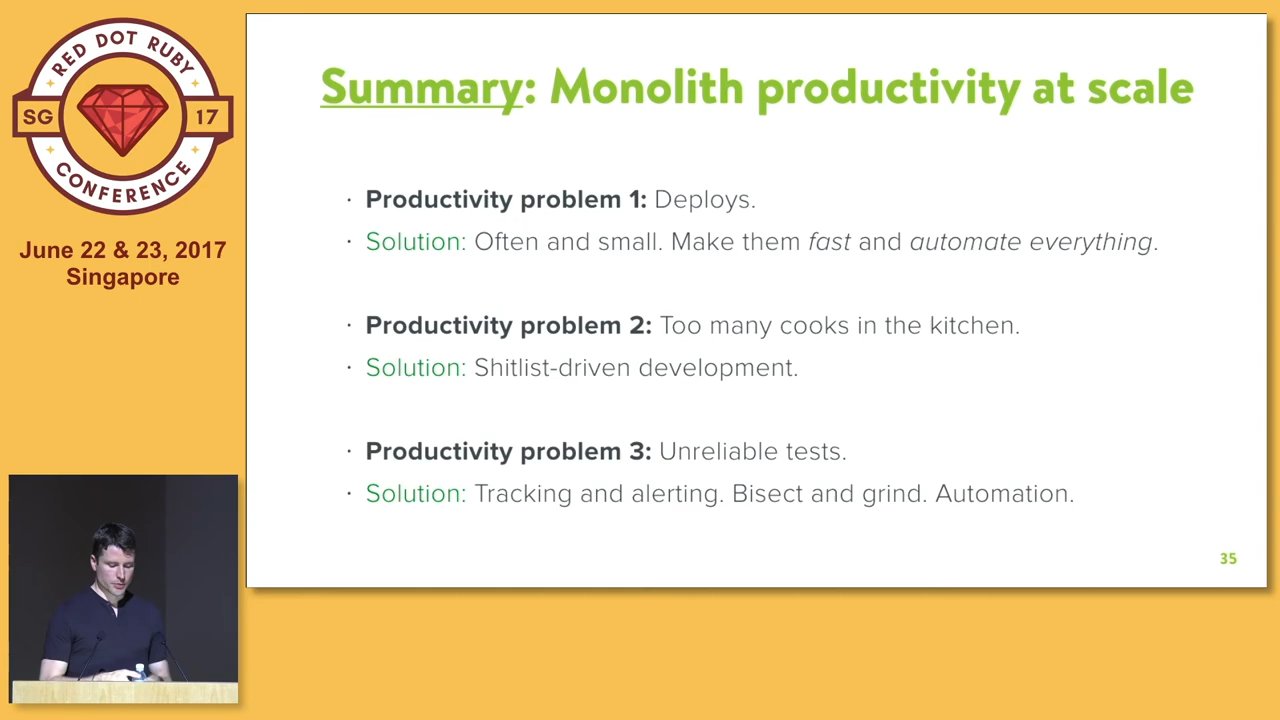 RED DOT RUBY
SG
17
CONFERENCE
June 22 & 23, 2017
Singapore
Summary: Monolith productivity at scale
· Productivity problem 1: Deploys.
· Solution: Often and small. Make them fast and automate everything.
· Productivity problem 2: Too many cooks in the kitchen.
· Solution: Shitlist-driven development.
· Productivity problem 3: Unreliable tests.
· Solution: Tracking and alerting. Bisect and grind. Automation.
35